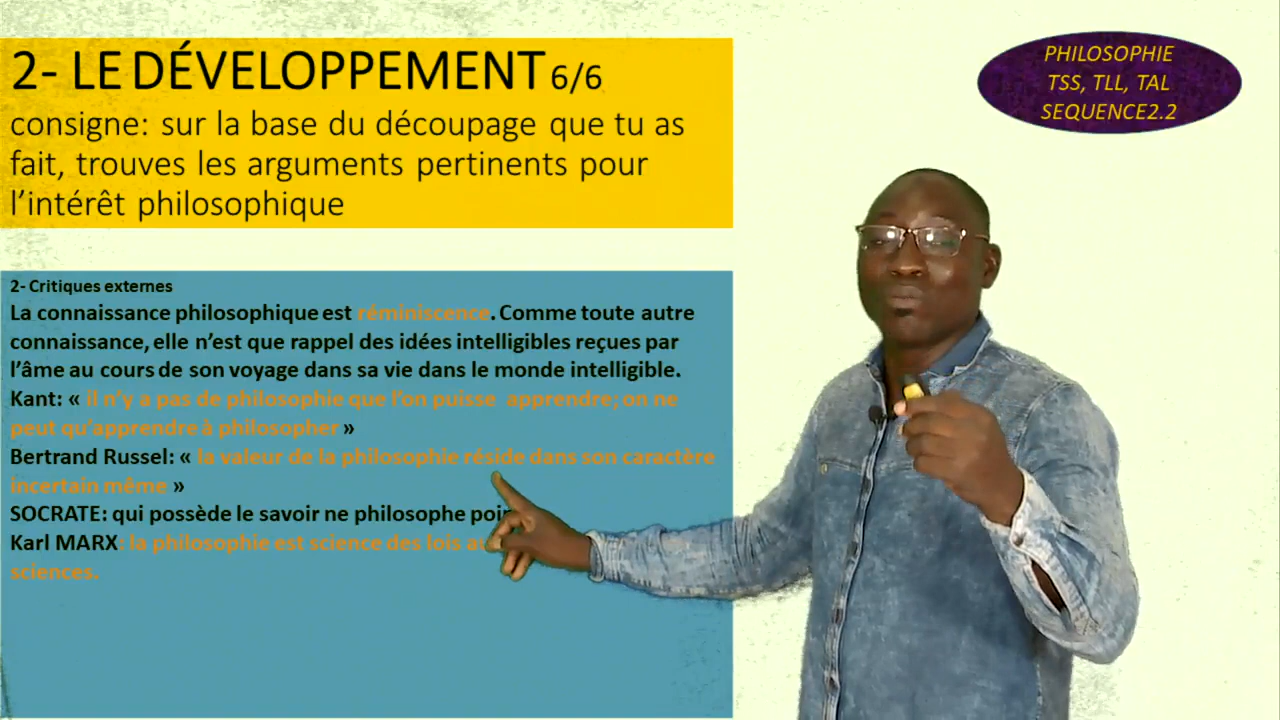 2- LE DÉVELOPPEMENT 6/6
consigne: sur la base du découpage que tu as
fait, trouves les arguments pertinents pour
l'intérêt philosophique
PHILOSOPHIE
TSS, TLL, TAL
SEQUENCE2.2
2- Critiques externes
La connaissance philosophique est réminiscence. Comme toute autre
connaissance, elle n'est que rappel des idées intelligibles reçues par
l'âme au cours de son voyage dans sa vie dans le monde intelligible.
Kant: « il n'y a pas de philosophie que l'on puisse apprendre; on ne
peut qu'apprendre à philosopher »
Bertrand Russel: « la valeur de la philosophie réside dans son caractère
incertain même »
SOCRATE: qui possède le savoir ne philosophe
Karl MARX: la philosophie est science des lois
sciences.